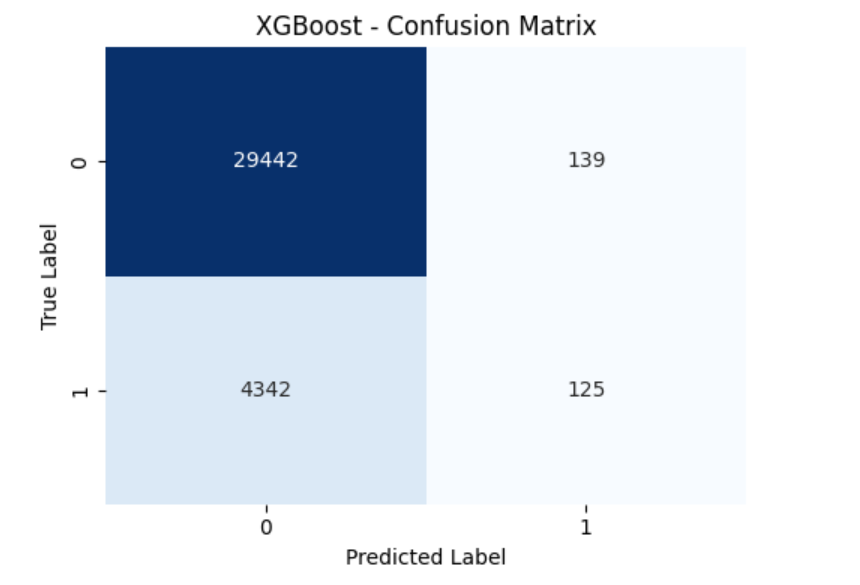 XGBoost - Confusion Matrix
True Label
0
29442
139
1
4342
125
0
1
Predicted Label